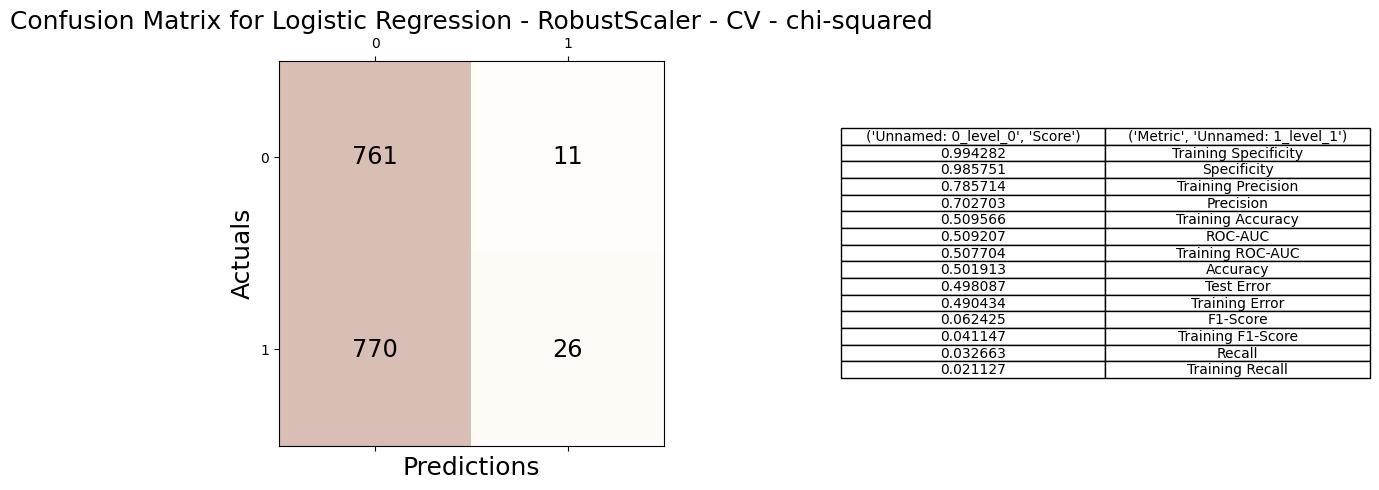 Confusion Matrix for Logistic Regression - RobustScaler - CV - chi-squared
0 1
0 761 11
Actuals
1 770 26
Predictions
('Unnamed: 0_level_0', 'Score') ('Metric', 'Unnamed: 1_level_1')
0.994282 Training Specificity
0.985751 Specificity
0.785714 Training Precision
0.702703 Precision
0.509566 Training Accuracy
0.509207 ROC-AUC
0.507704 Training ROC-AUC
0.501913 Accuracy
0.498087 Test Error
0.490434 Training Error
0.062425 F1-Score
0.041147 Training F1-Score
0.032663 Recall
0.021127 Training Recall